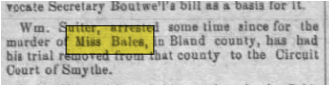 vocate Secretary Boutwell's bill as a basis for it.
Wm. Suiter, arrested some time since for the
murder of Miss Bales, in Bland county, has had
his trial removed from that county to the Circuit
Court of Smythe.